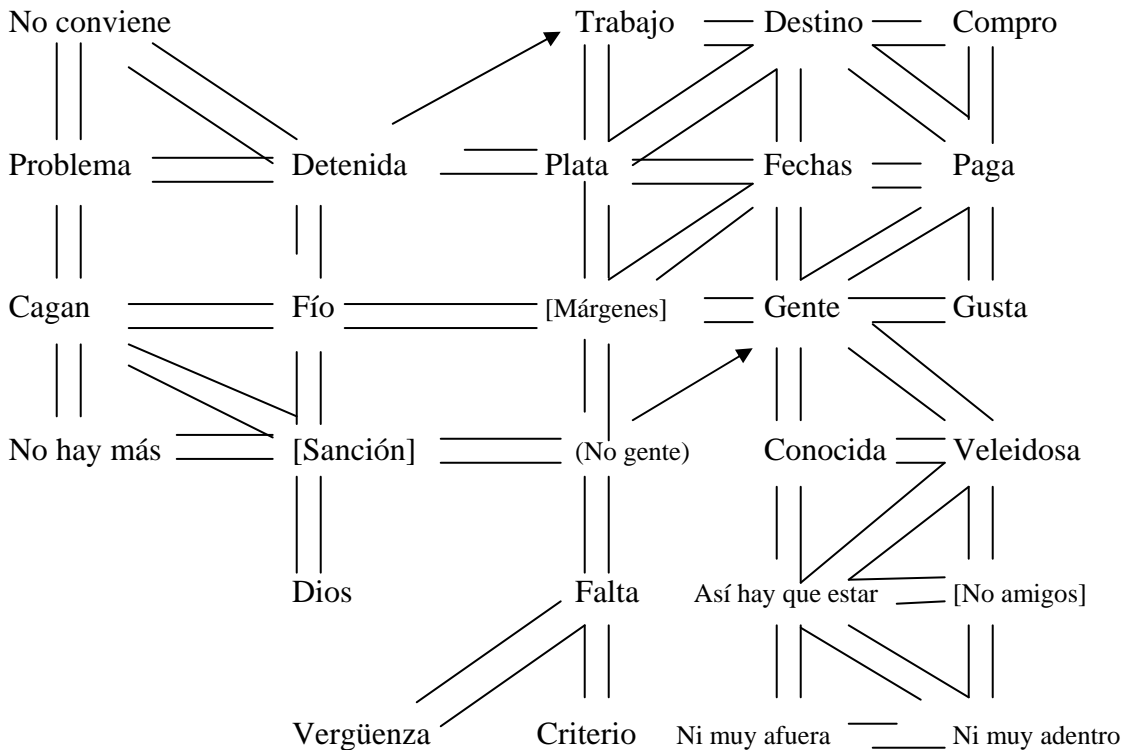 No conviene Trabajo Destino Compro
Problema Detenida Plata Fechas Paga
Cagan Fío [Márgenes] Gente Gusta
No hay más [Sanción] (No gente) Conocida Veleidosa
Dios Falta Así hay que estar [No amigos]
Vergüenza Criterio Ni muy afuera Ni muy adentro